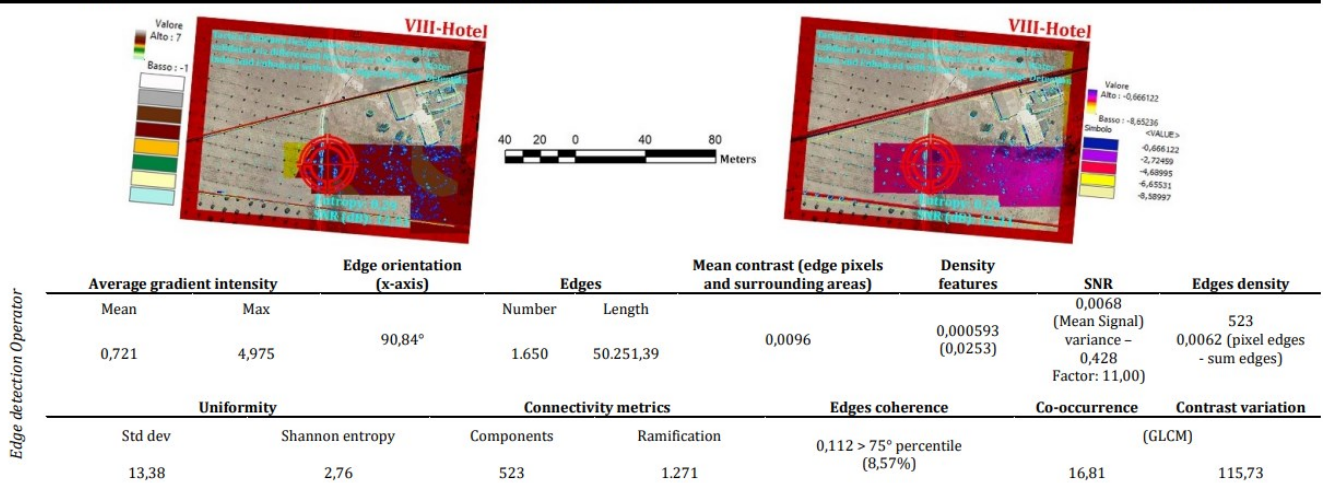 VIII-Hotel
Valore
Alto : 7
Basso : -1
Entropy: 0,29
SNR (dB):
40 20 0 40 80
Meters
VIII-Hotel
Valore
Alto : -0,666122
Basso : -8,65236
Simbolo <VALUE>
-0,666122
-2,72459
-4,68995
-6,65531
-8,58997
Entropy: 0,29
SNR (dB):
Edge detection Operator
Average gradient intensity
Mean Max
0,721 4,975
Edge orientation
(x-axis)
90,84°
Edges
Number Length
1.650 50.251,39
Mean contrast (edge pixels
and surrounding areas)
0,0096
Density
features
0,000593
(0,0253)
SNR
0,0068
(Mean Signal)
variance –
0,428
Factor: 11,00)
Edges density
523
0,0062 (pixel edges
- sum edges)
Uniformity
Std dev Shannon entropy
13,38 2,76
Connectivity metrics
Components Ramification
523 1.271
Edges coherence
0,112 > 75° percentile
(8,57%)
Co-occurrence Contrast variation
(GLCM)
16,81 115,73